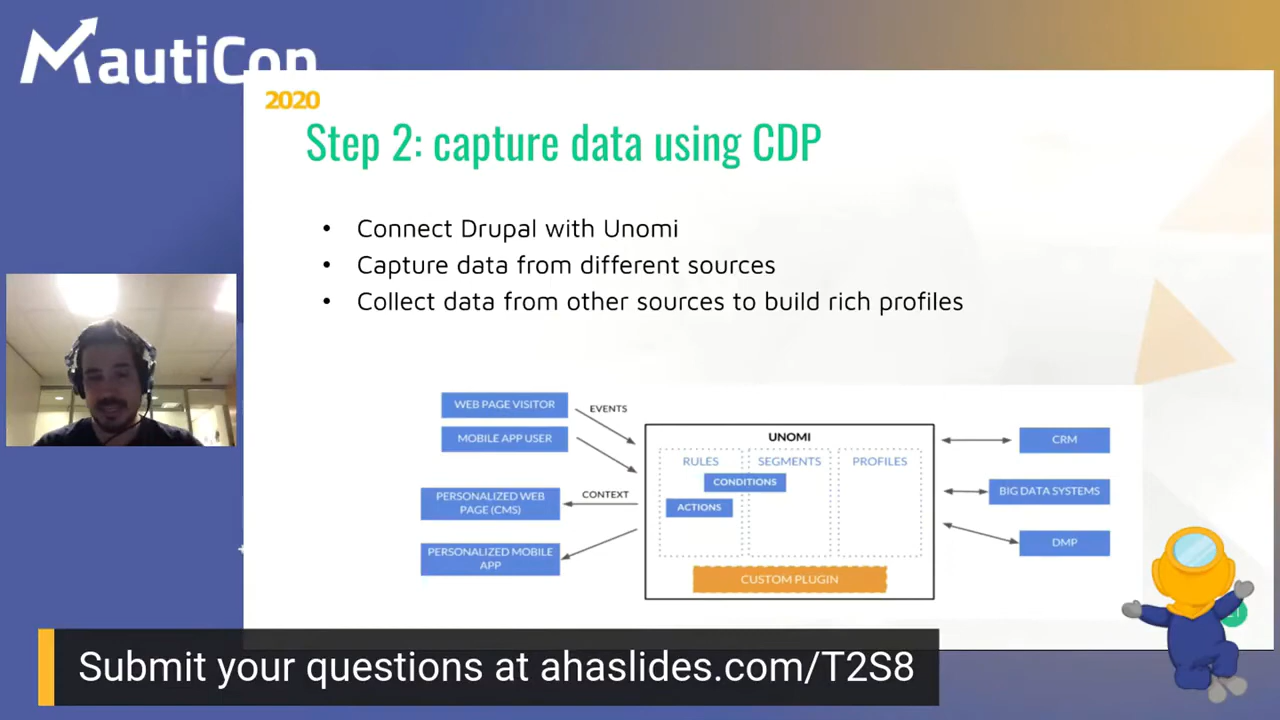 MautiCon
2020
Step 2: capture data using CDP
• Connect Drupal with Unomi
• Capture data from different sources
• Collect data from other sources to build rich profiles
WEB PAGE VISITOR
EVENTS
MOBILE APP USER
PERSONALIZED WEB
PAGE (CMS)
CONTEXT
PERSONALIZED MOBILE
APP
UNOMI
RULES
SEGMENTS
PROFILES
CONDITIONS
ACTIONS
CUSTOM PLUGIN
CRM
BIG DATA SYSTEMS
DMP
Submit your questions at ahaslides.com/T2S8